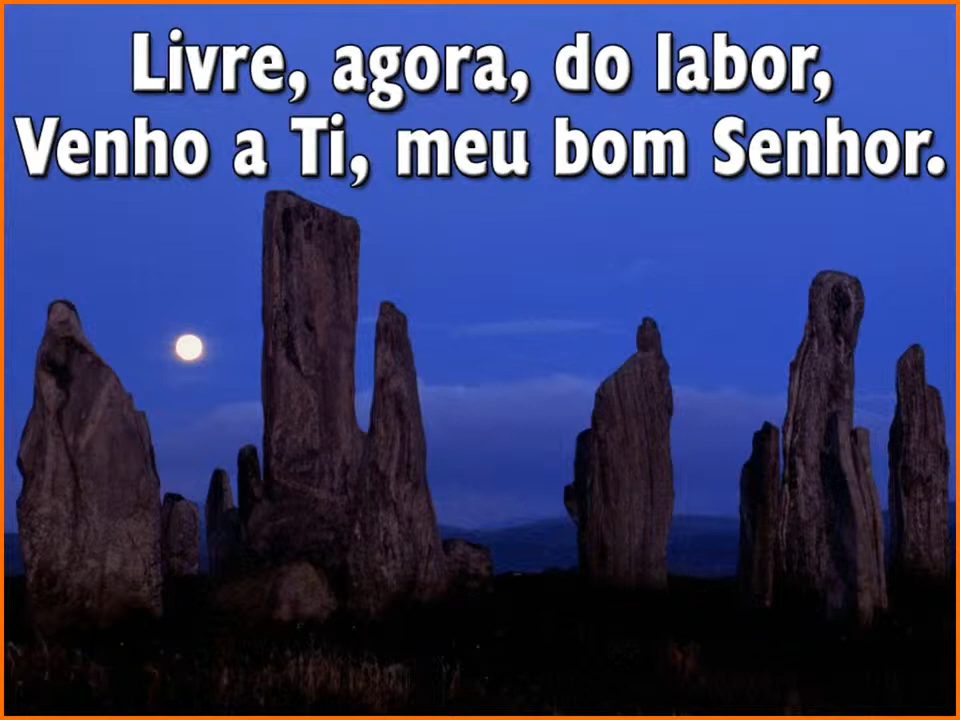 Livre, agora, do labor,
Venho a Ti, meu bom Senhor.